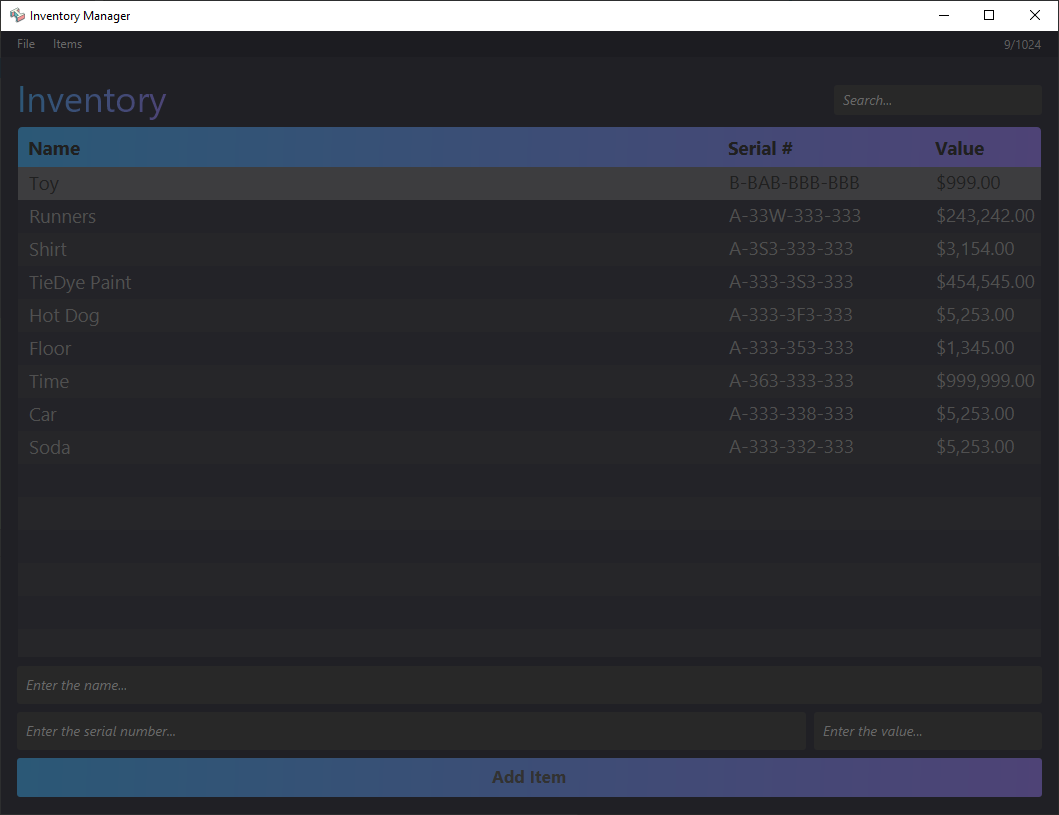 Inventory Manager
File Items 9/1024
Inventory Search...
Name Serial # Value
Toy B-BAB-BBB-BBB $999.00
Runners A-33W-333-333 $243,242.00
Shirt A-3S3-333-333 $3,154.00
TieDye Paint A-333-3S3-333 $454,545.00
Hot Dog A-333-3F3-333 $5,253.00
Floor A-333-353-333 $1,345.00
Time A-363-333-333 $999,999.00
Car A-333-338-333 $5,253.00
Soda A-333-332-333 $5,253.00
Enter the name...
Enter the serial number... Enter the value...
Add Item